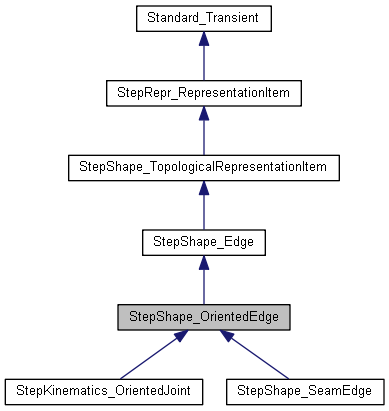 Standard_Transient
StepRepr_RepresentationItem
StepShape_TopologicalRepresentationItem
StepShape_Edge
StepShape_OrientedEdge
StepKinematics_OrientedJoint
StepShape_SeamEdge